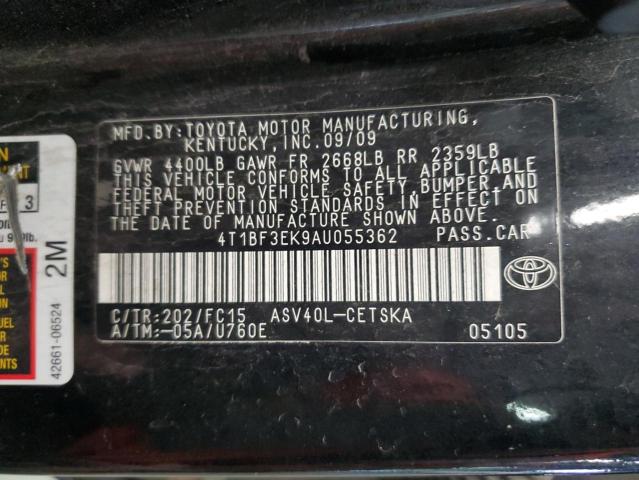 MFD.BY:TOYOTA MOTOR MANUFACTURING,
KENTUCKY,INC.09/09
GVWR 4400LB GAWR FR 2668LB RR 2359LB
THIS VEHICLE CONFORMS TO ALL APPLICABLE
FEDERAL MOTOR VEHICLE SAFETY,BUMPER,AND
THEFT PREVENTION STANDARDS IN EFFECT ON
THE DATE OF MANUFACTURE SHOWN ABOVE.
4T1BF3EK9AU055362 PASS.CAR
C/TR:202/FC15 ASV40L-CETSKA
A/TM:-05A/U760E 05105
3
2M
42661-06524